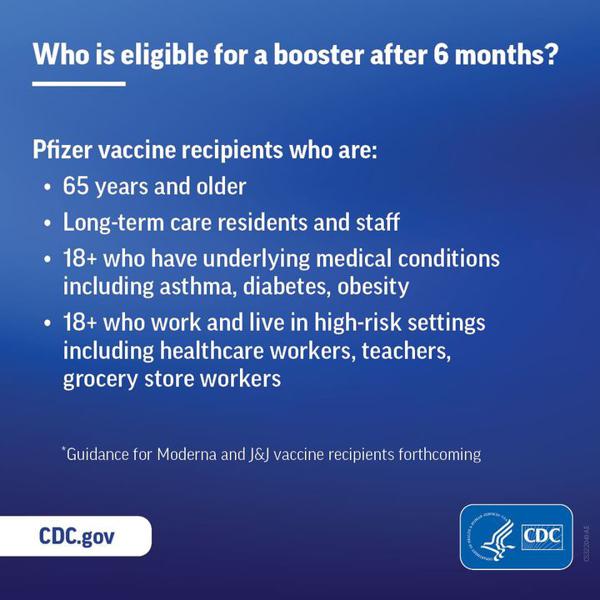 Who is eligible for a booster after 6 months?
Pfizer vaccine recipients who are:
• 65 years and older
• Long-term care residents and staff
• 18+ who have underlying medical conditions
including asthma, diabetes, obesity
• 18+ who work and live in high-risk settings
including healthcare workers, teachers,
grocery store workers
*Guidance for Moderna and J&J vaccine recipients forthcoming
CDC.gov
CDC